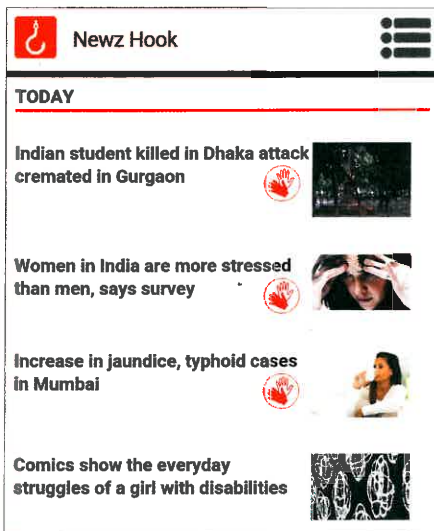 Newz Hook
TODAY
Indian student killed in Dhaka attack
cremated in Gurgaon
Women in India are more stressed
than men, says survey
Increase in jaundice, typhoid cases
in Mumbai
Comics show the everyday
struggles of a girl with disabilities